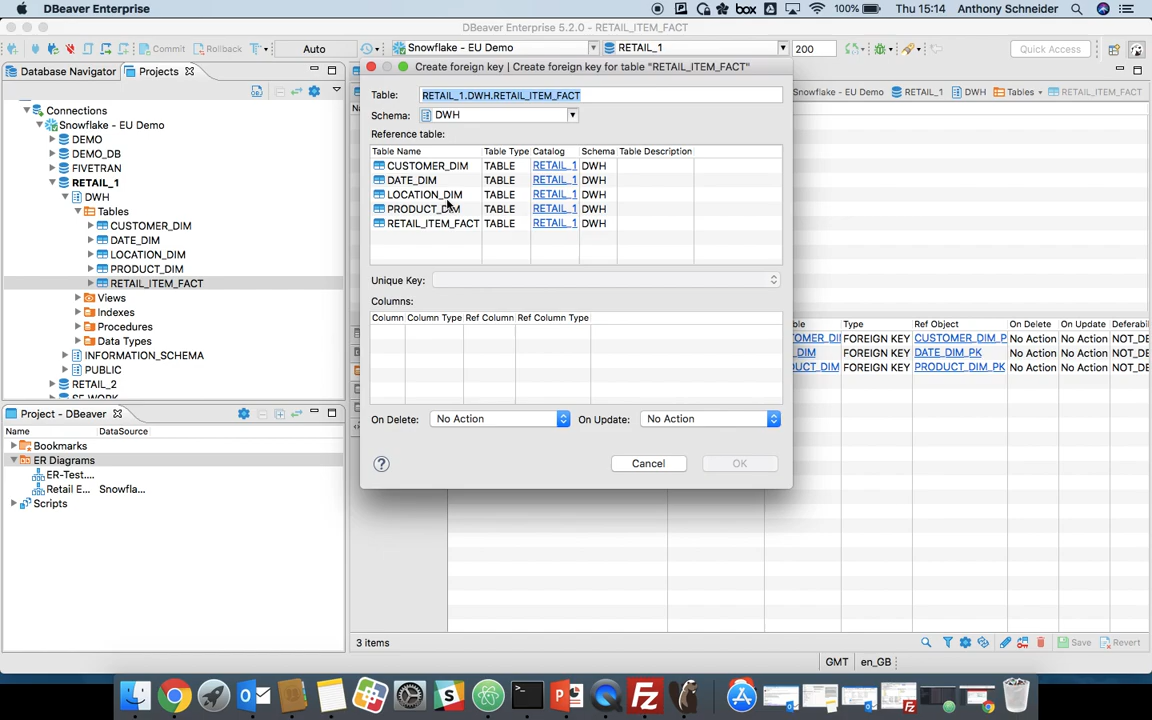 DBeaver Enterprise
box
100%
Thu 15:14 Anthony Schneider
DBeaver Enterprise 5.2.0 - RETAIL_ITEM_FACT
Commit
Rollback
T
Auto
Snowflake - EU Demo
RETAIL_1
200
Quick Access
Database Navigator
Projects
Create foreign key | Create foreign key for table "RETAIL_ITEM_FACT"
Snowflake - EU Demo
RETAIL_1
DWH
Tables
RETAIL_ITEM_FACT
Connections
Snowflake - EU Demo
DEMO
DEMO_DB
FIVETRAN
RETAIL_1
DWH
Tables
CUSTOMER_DIM
DATE_DIM
LOCATION_DIM
PRODUCT_DIM
RETAIL_ITEM_FACT
Views
Indexes
Procedures
Data Types
INFORMATION_SCHEMA
PUBLIC
RETAIL_2
Table: RETAIL_1.DWH.RETAIL_ITEM_FACT
Schema: DWH
Reference table:
Table Name Table Type Catalog Schema Table Description
CUSTOMER_DIM TABLE RETAIL_1 DWH
DATE_DIM TABLE RETAIL_1 DWH
LOCATION_DIM TABLE RETAIL_1 DWH
PRODUCT_DIM TABLE RETAIL_1 DWH
RETAIL_ITEM_FACT TABLE RETAIL_1 DWH
Unique Key:
Columns:
Column Column Type Ref Column Ref Column Type
On Delete: No Action On Update: No Action
? Cancel OK
Type Ref Object On Delete On Update Deferabi
FOREIGN KEY CUSTOMER_DIM_P No Action No Action NOT_DE
_DIM FOREIGN KEY DATE_DIM_PK No Action No Action NOT_DE
UCT_DIM FOREIGN KEY PRODUCT_DIM_PK No Action No Action NOT_DE
Project - DBeaver
Name DataSource
Bookmarks
ER Diagrams
ER-Test....
Retail E... Snowfla...
Scripts
3 items
Save
Revert
GMT
en_GB